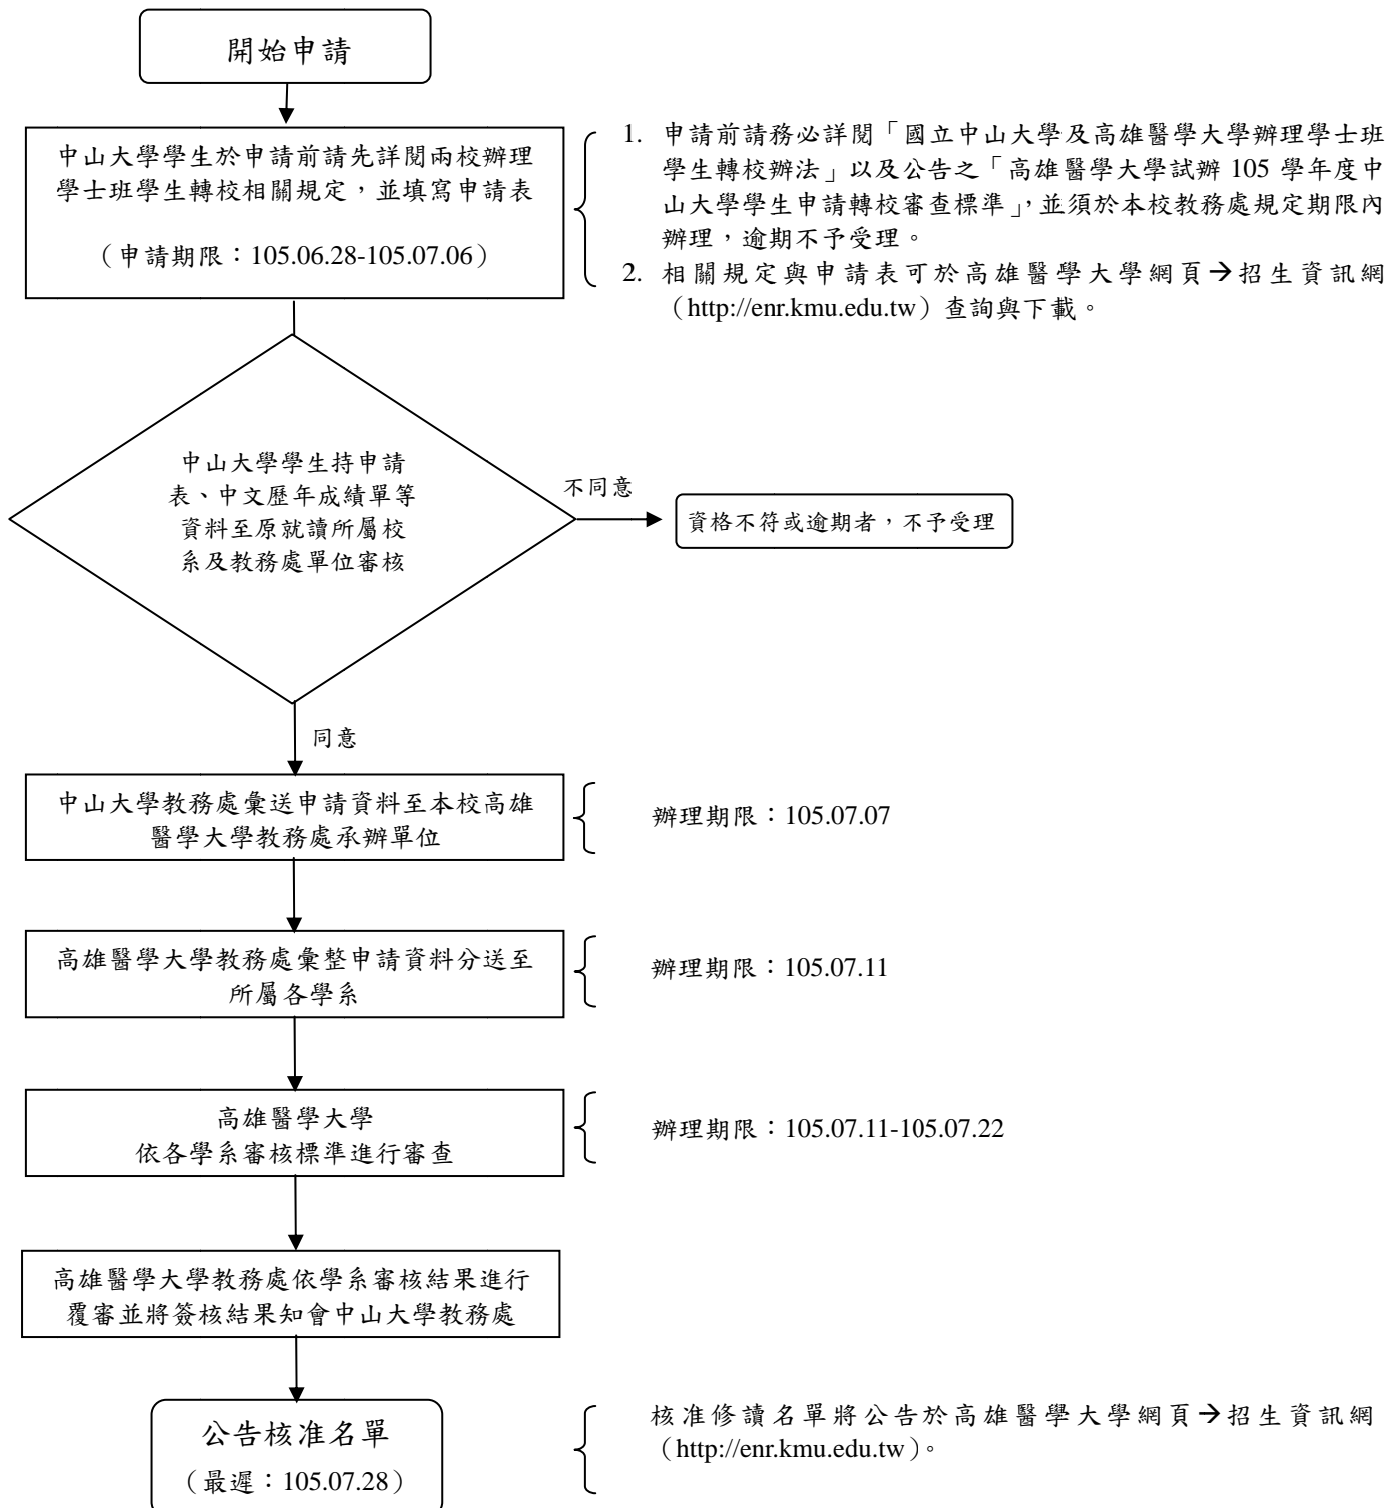 開始申請
中山大學學生於申請前請先詳閱兩校辦理
學士班學生轉校相關規定，並填寫申請表
（申請期限：105.06.28-105.07.06）
1. 申請前請務必詳閱「國立中山大學及高雄醫學大學辦理學士班
學生轉校辦法」以及公告之「高雄醫學大學試辦 105 學年度中
山大學學生申請轉校審查標準」，並須於本校教務處規定期限內
辦理，逾期不予受理。
2. 相關規定與申請表可於高雄醫學大學網頁→招生資訊網
（http://enr.kmu.edu.tw）查詢與下載。
中山大學學生持申請
表、中文歷年成績單等
資料至原就讀所屬校
系及教務處單位審核
不同意
資格不符或逾期者，不予受理
同意
中山大學教務處彙送申請資料至本校高雄
醫學大學教務處承辦單位
辦理期限：105.07.07
高雄醫學大學教務處彙整申請資料分送至
所屬各學系
辦理期限：105.07.11
高雄醫學大學
依各學系審核標準進行審查
辦理期限：105.07.11-105.07.22
高雄醫學大學教務處依學系審核結果進行
覆審並將簽核結果知會中山大學教務處
公告核准名單
（最遲：105.07.28）
核准修讀名單將公告於高雄醫學大學網頁→招生資訊網
（http://enr.kmu.edu.tw）。